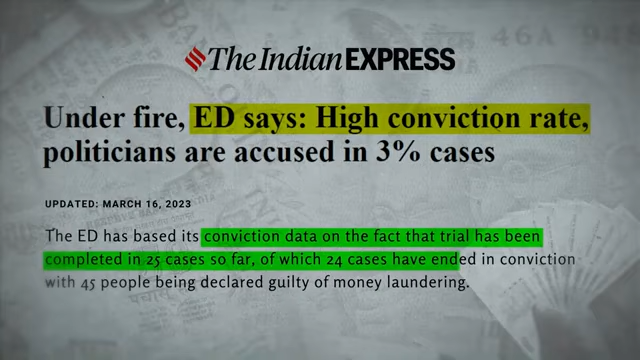 The Indian EXPRESS
Under fire, ED says: High conviction rate,
politicians are accused in 3% cases
UPDATED: MARCH 16, 2023
The ED has based its conviction data on the fact that trial has been
completed in 25 cases so far, of which 24 cases have ended in conviction
with 45 people being declared guilty of money laundering.
46A 948